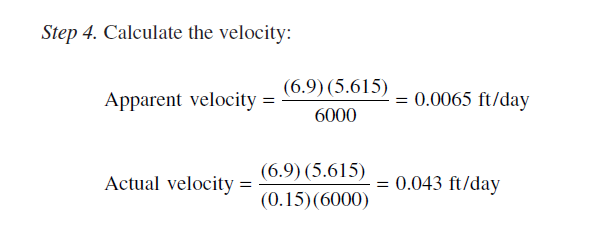 Step 4. Calculate the velocity:
Apparent velocity = (6.9)(5.615) / 6000 = 0.0065 ft/day
Actual velocity = (6.9)(5.615) / (0.15)(6000) = 0.043 ft/day